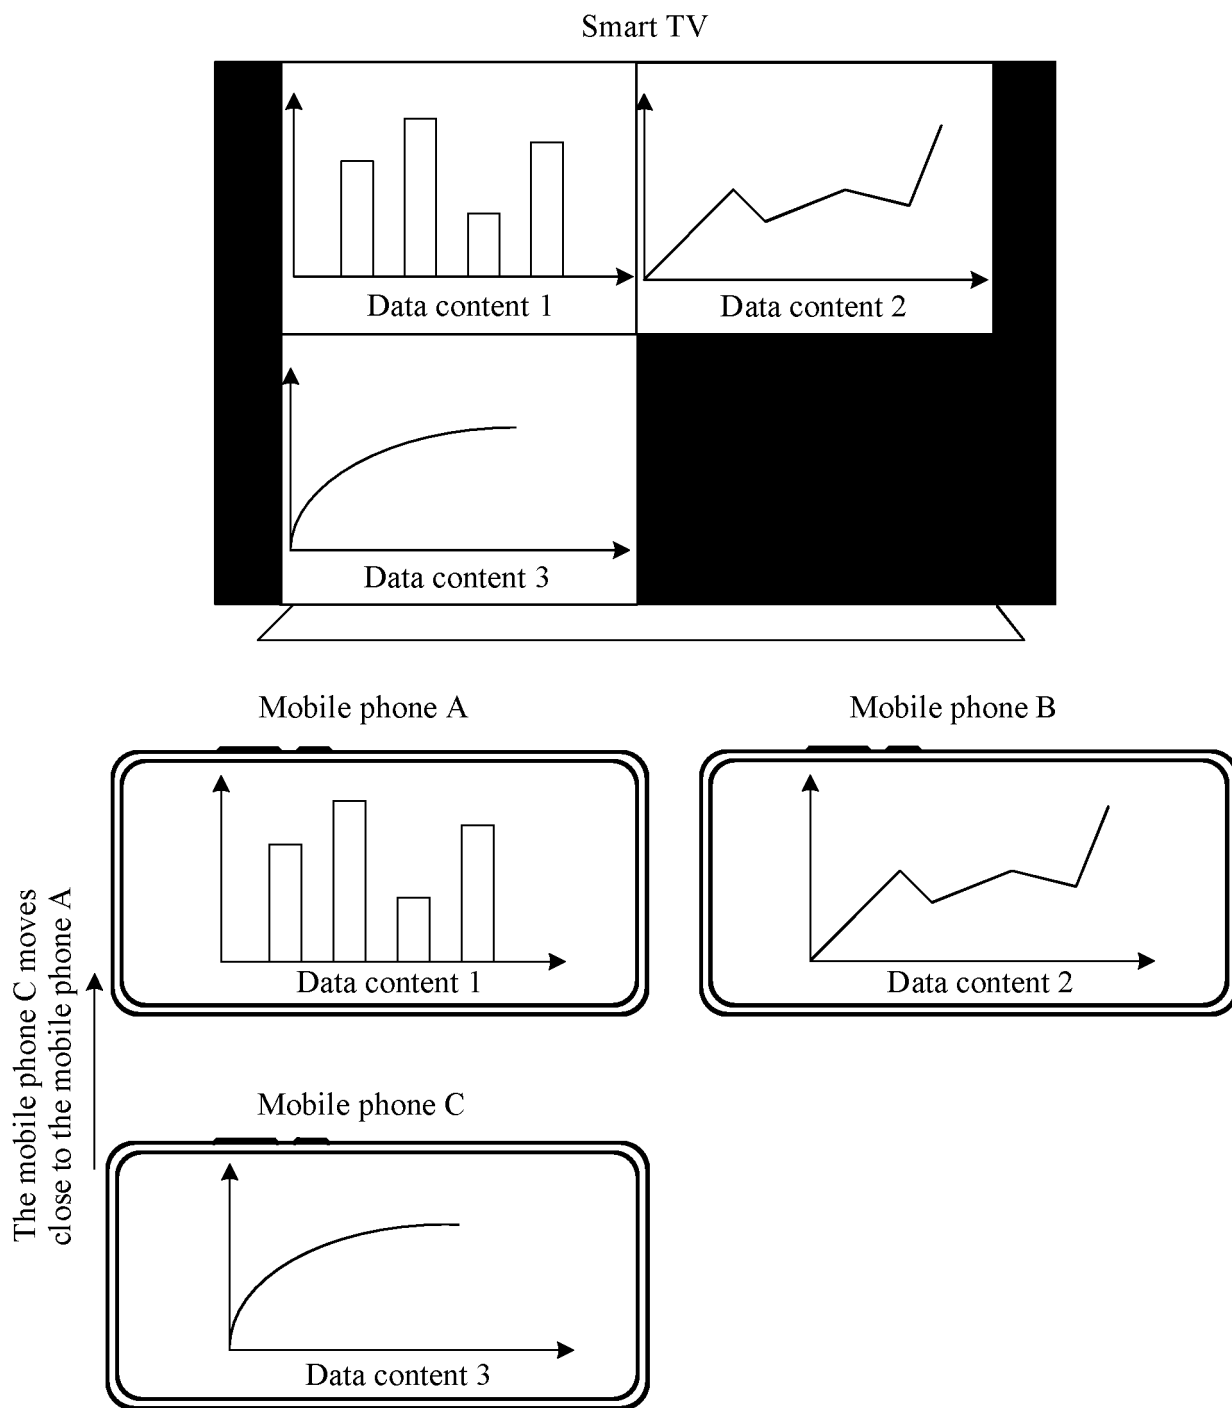 Smart TV
Data content 1
Data content 2
Data content 3
Mobile phone A
Mobile phone B
Data content 1
Data content 2
The mobile phone C moves
close to the mobile phone A
Mobile phone C
Data content 3